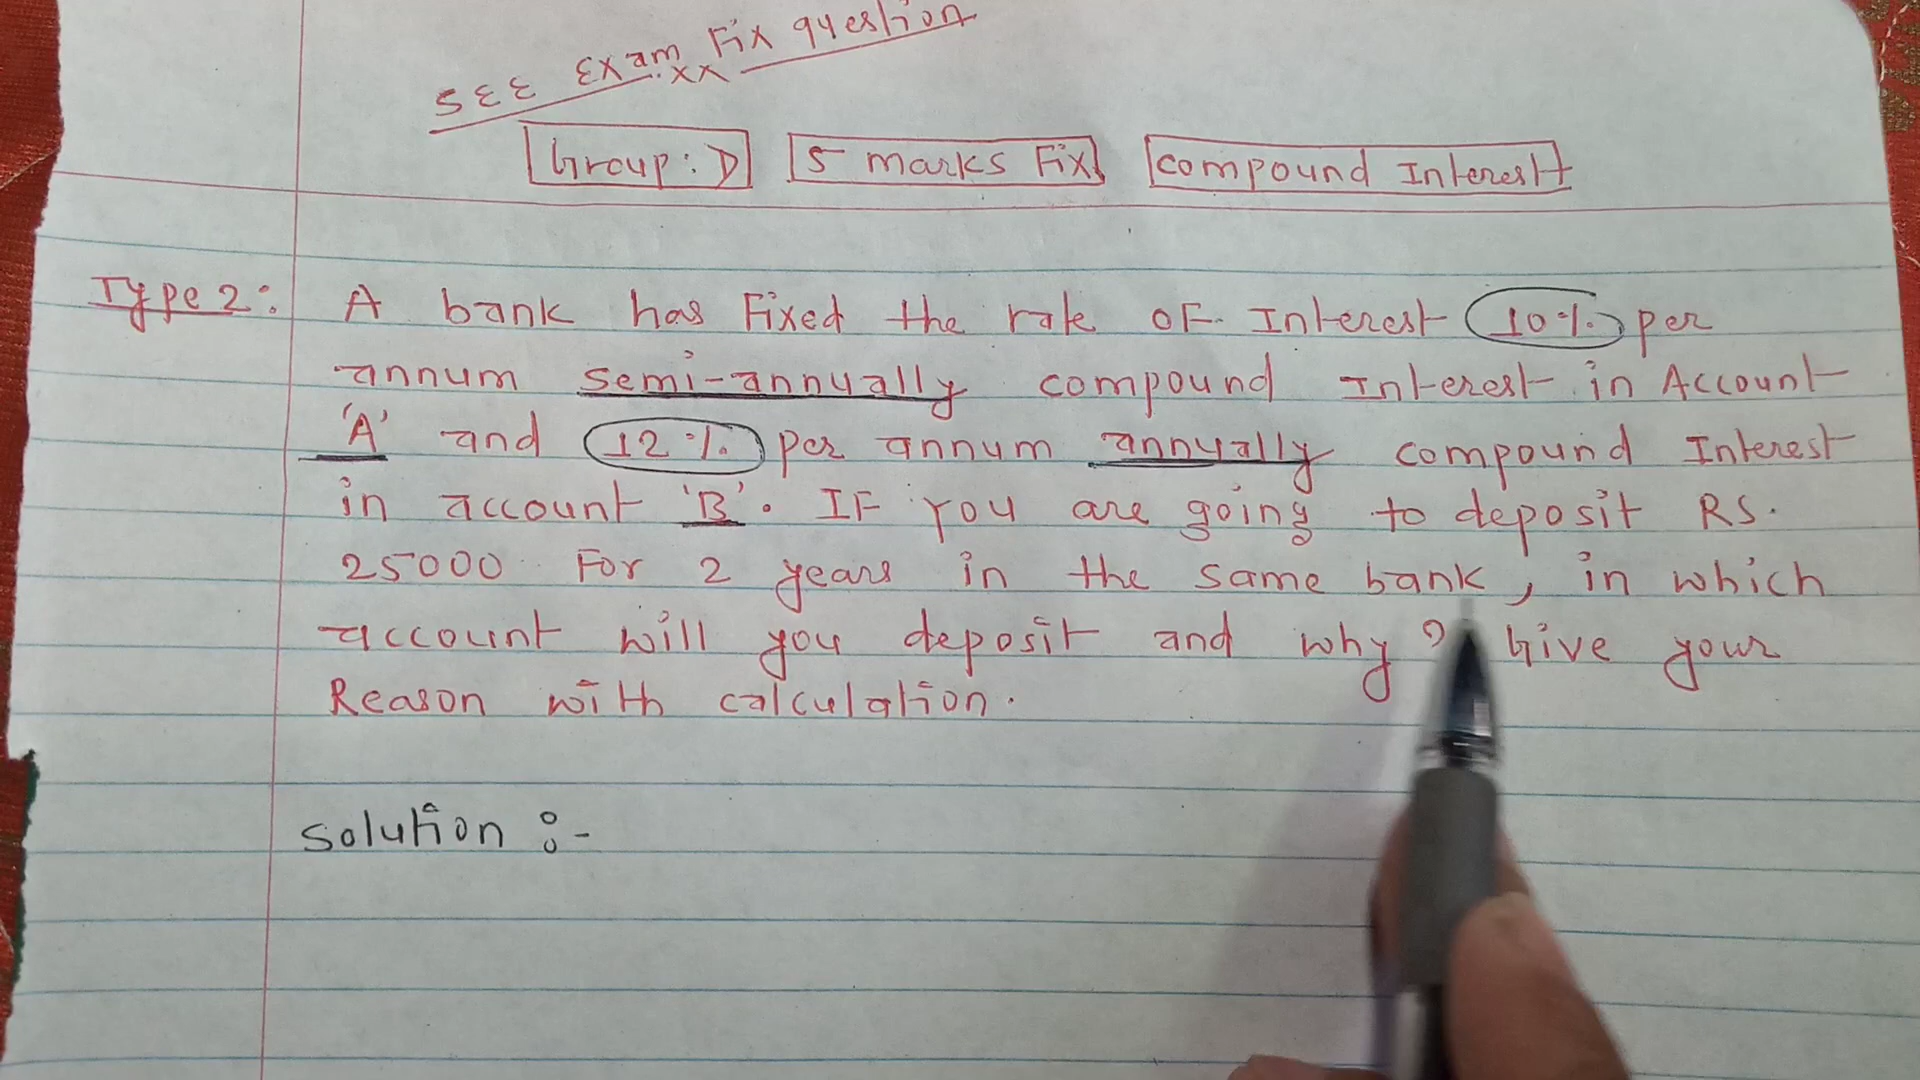 SEE Exam Fix question
xx
Group: D 5 marks Fix compound Interest
Type 2: A bank has Fixed the rate OF Interest 10% per
annum semi-annually compound Interest in Account
'A' and 12% per annum annually compound Interest
in account 'B'. IF you are going to deposit RS.
25000 For 2 years in the same bank, in which
account will you deposit and why? Give your
Reason with calculation.
Solution :-